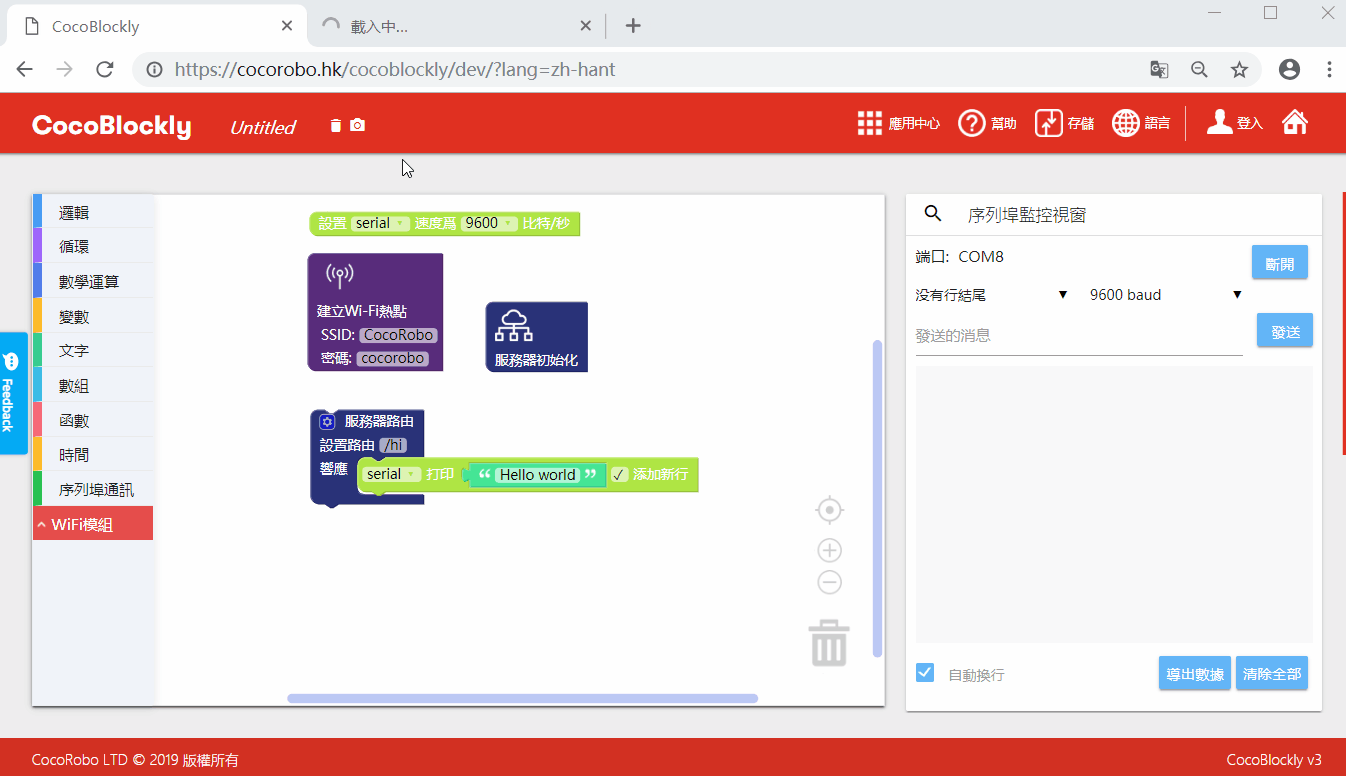 CocoBlockly
載入中...
https://cocorobo.hk/cocoblockly/dev/?lang=zh-hant
CocoBlockly
Untitled
應用中心
幫助
存儲
語言
登入
邏輯
循環
數學運算
變數
文字
數組
函數
時間
序列埠通訊
WiFi模組
Feedback
設置 serial 速度爲 9600 比特/秒
建立Wi-Fi熱點
SSID: CocoRobo
密碼: cocorobo
服務器初始化
服務器路由
設置路由 /hi
響應 serial 打印 “ Hello world ” ✓ 添加新行
序列埠監控視窗
端口: COM8
斷開
没有行結尾 ▼ 9600 baud ▼
發送的消息
發送
自動換行
導出數據
清除全部
CocoRobo LTD © 2019 版權所有
CocoBlockly v3